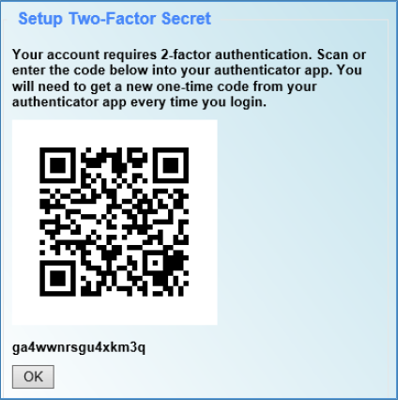 Setup Two-Factor Secret
Your account requires 2-factor authentication. Scan or
enter the code below into your authenticator app. You
will need to get a new one-time code from your
authenticator app every time you login.
ga4wwnrsgu4xkm3q
OK